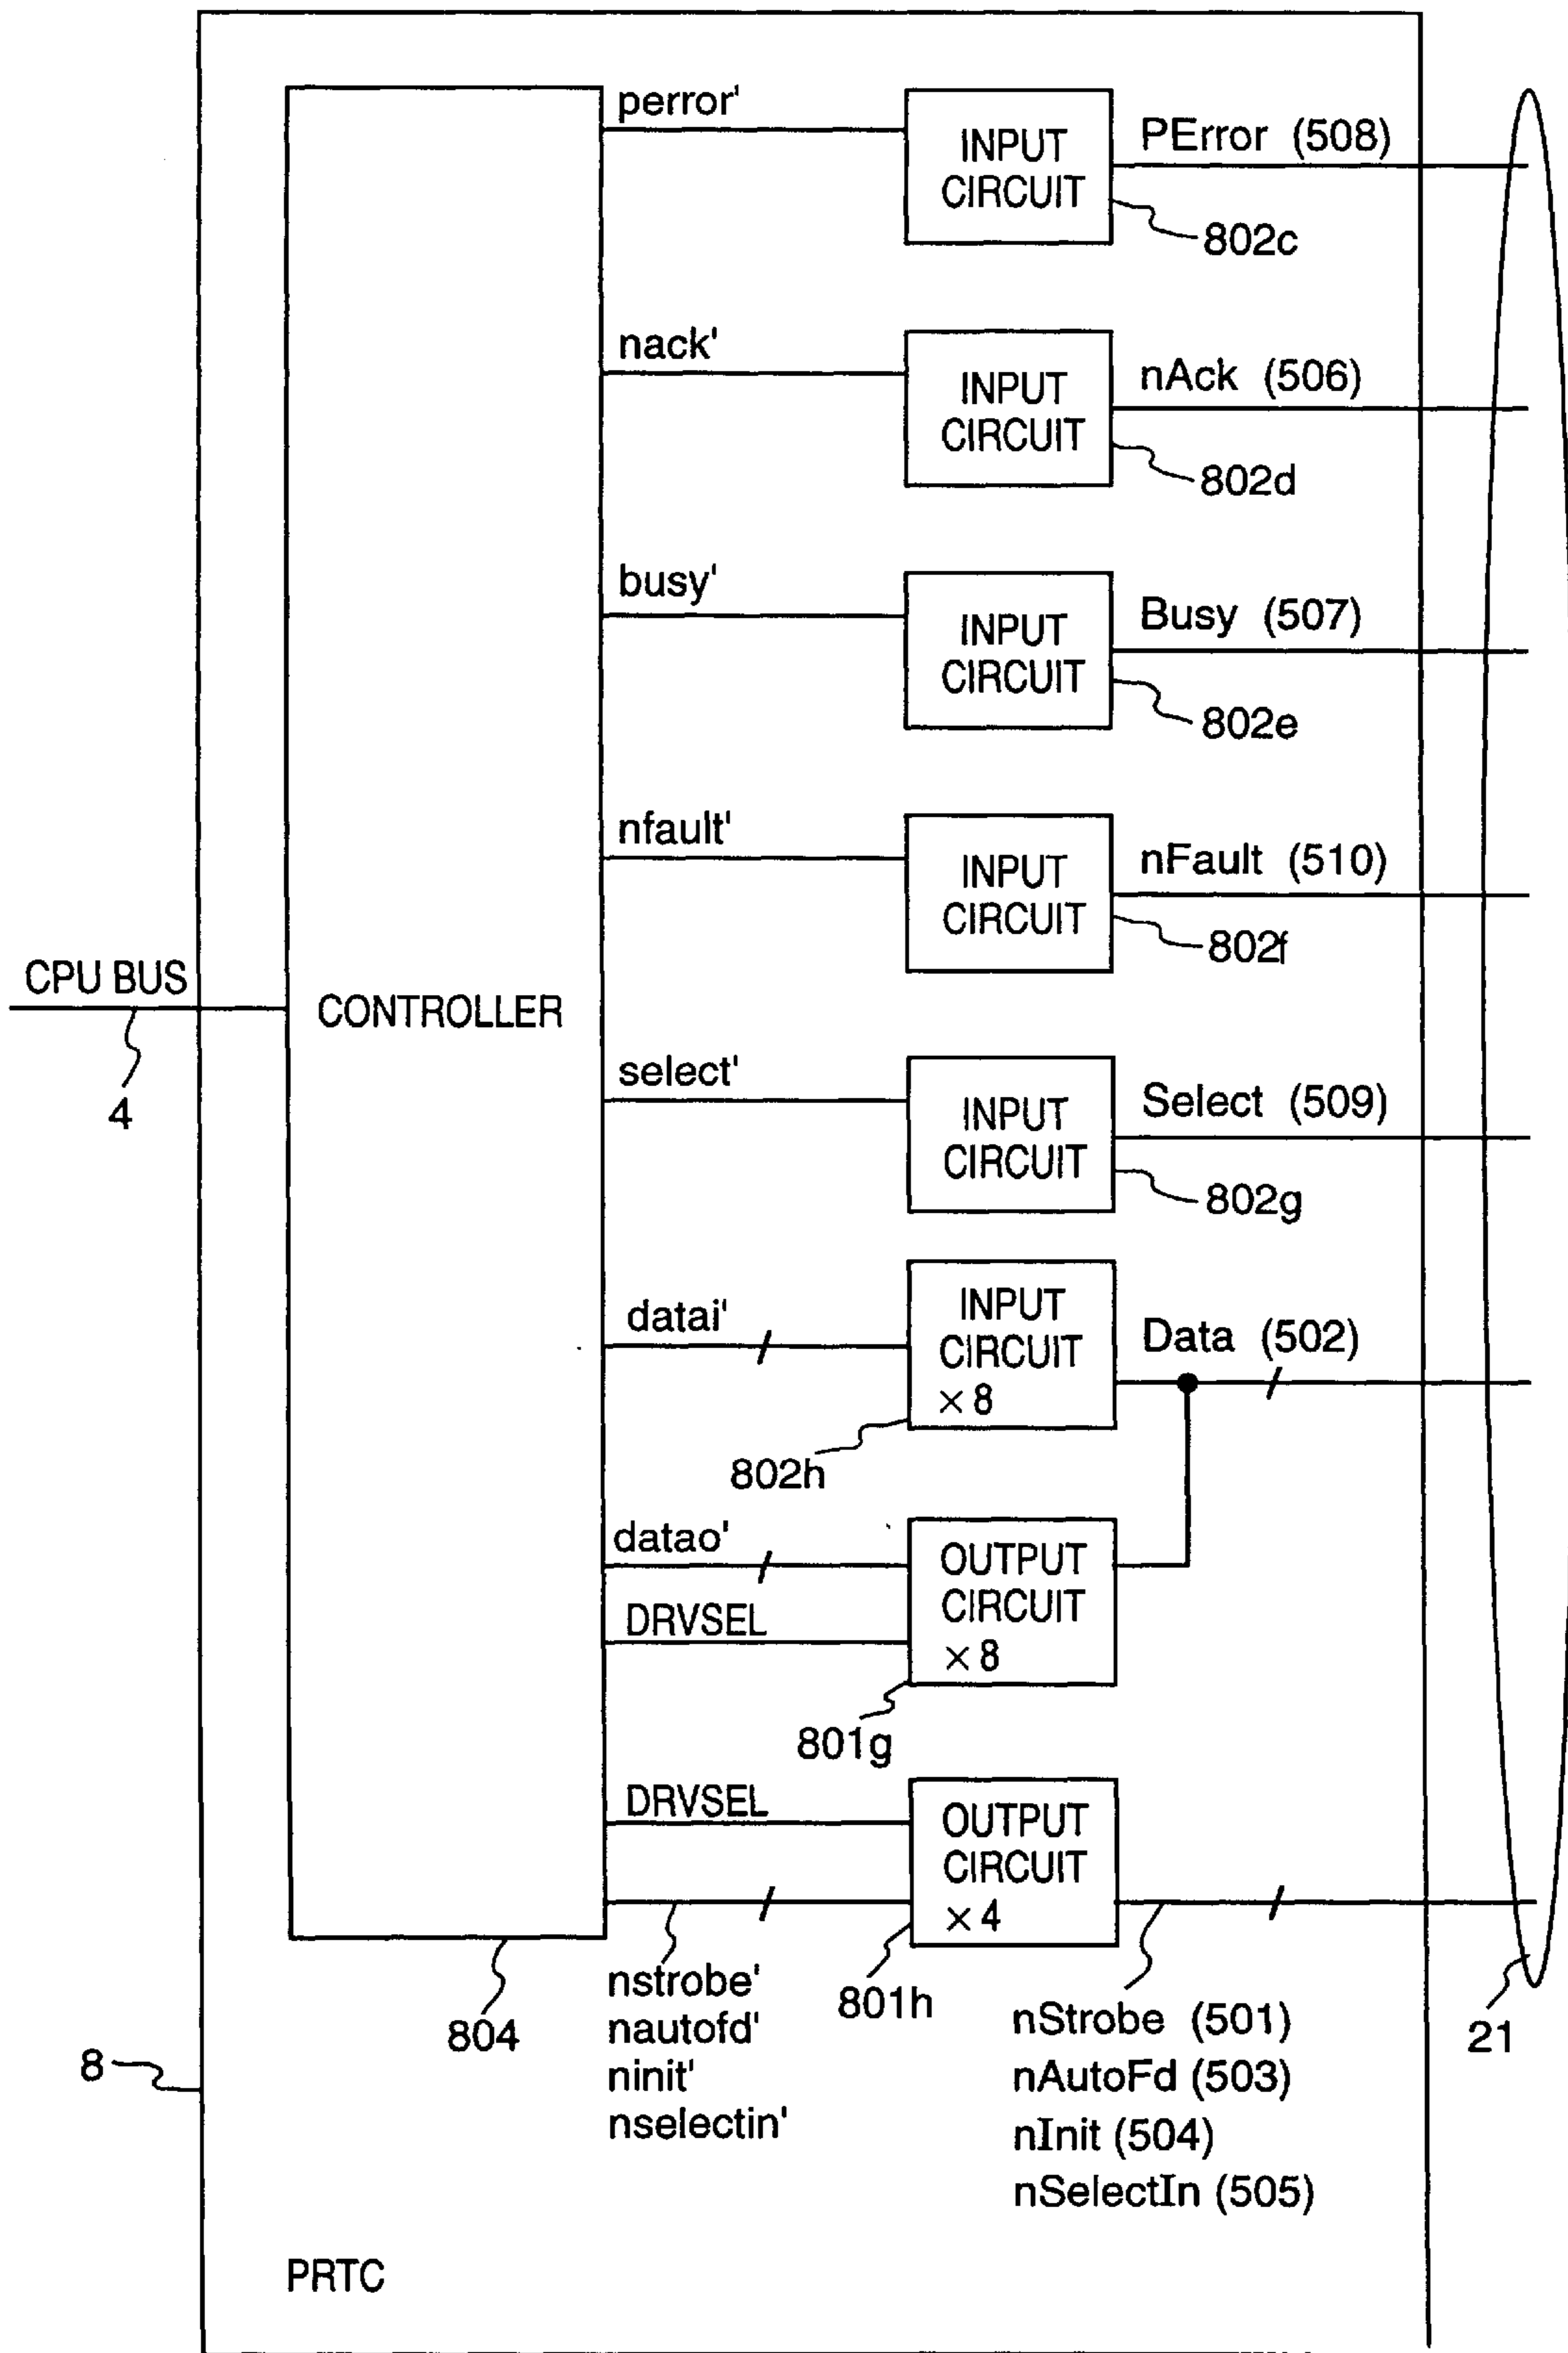 perror'
INPUT
CIRCUIT
PError (508)
802c
nack'
INPUT
CIRCUIT
nAck (506)
802d
busy'
INPUT
CIRCUIT
Busy (507)
802e
nfault'
INPUT
CIRCUIT
nFault (510)
802f
CPU BUS
4
CONTROLLER
select'
INPUT
CIRCUIT
Select (509)
802g
datai'
INPUT
CIRCUIT
× 8
Data (502)
802h
datao'
DRVSEL
OUTPUT
CIRCUIT
× 8
801g
DRVSEL
OUTPUT
CIRCUIT
× 4
801h
804
nstrobe'
nautofd'
ninit'
nselectin'
nStrobe (501)
nAutoFd (503)
nInit (504)
nSelectIn (505)
21
8
PRTC